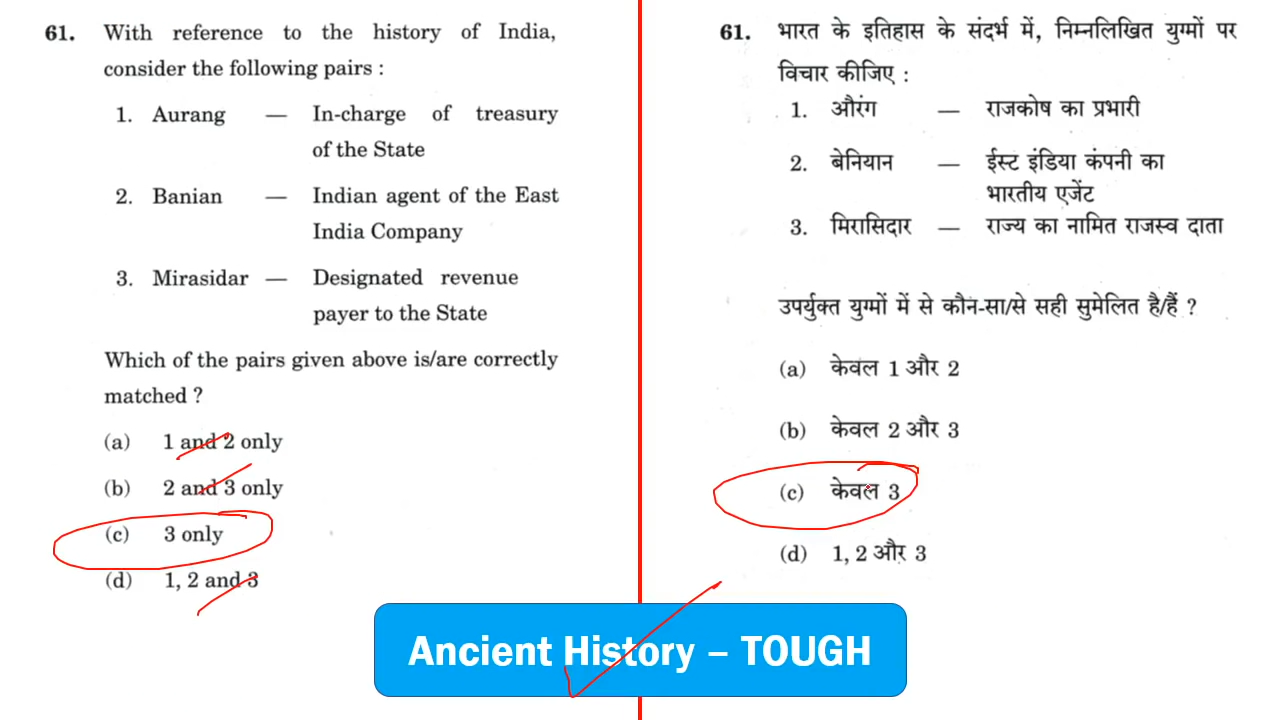 61. With reference to the history of India,
consider the following pairs :
1. Aurang — In-charge of treasury
of the State
2. Banian — Indian agent of the East
India Company
3. Mirasidar — Designated revenue
payer to the State
Which of the pairs given above is/are correctly
matched ?
(a) 1 and 2 only
(b) 2 and 3 only
(c) 3 only
(d) 1, 2 and 3
61. भारत के इतिहास के संदर्भ में, निम्नलिखित युग्मों पर
विचार कीजिए :
1. औरंग — राजकोष का प्रभारी
2. बेनियान — ईस्ट इंडिया कंपनी का
भारतीय एजेंट
3. मिरासिदार — राज्य का नामित राजस्व दाता
उपर्युक्त युग्मों में से कौन-सा/से सही सुमेलित है/हैं ?
(a) केवल 1 और 2
(b) केवल 2 और 3
(c) केवल 3
(d) 1, 2 और 3
Ancient History – TOUGH